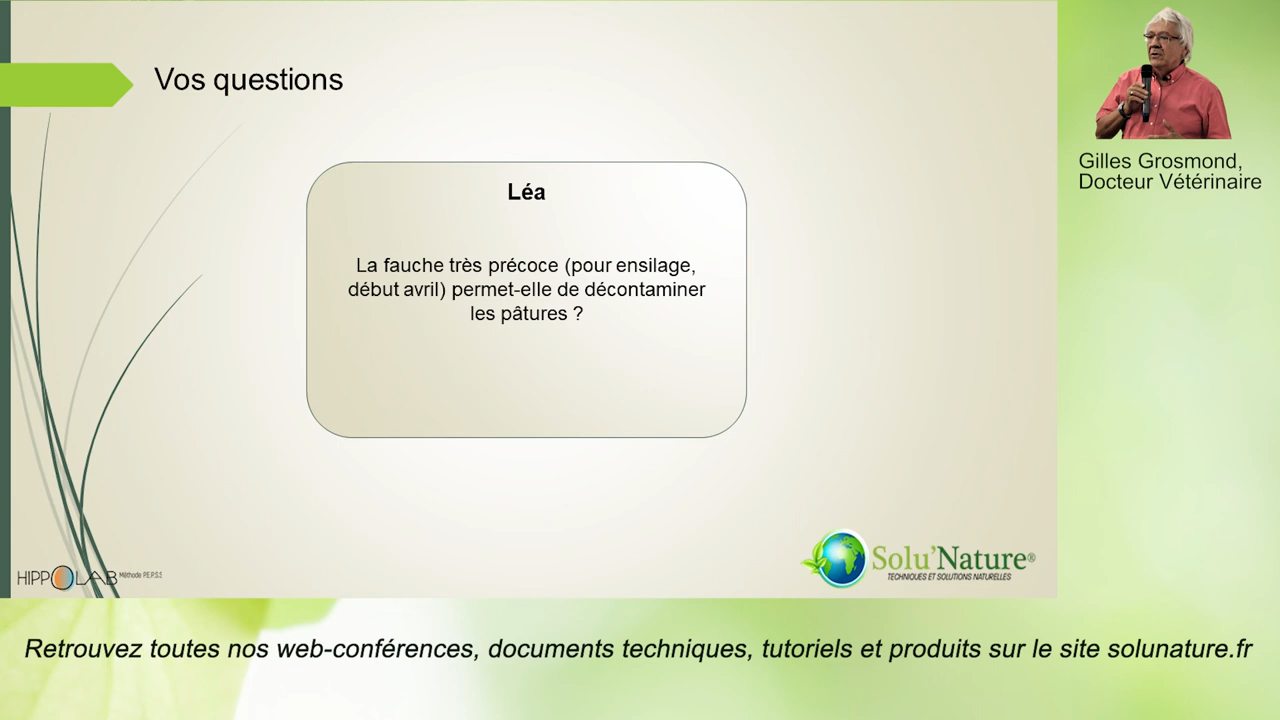 Vos questions
Léa
La fauche très précoce (pour ensilage,
début avril) permet-elle de décontaminer
les pâtures ?
Gilles Grosmond,
Docteur Vétérinaire
HIPPOLAB Méthode P.E.P.S.S
Solu'Nature®
TECHNIQUES ET SOLUTIONS NATURELLES
Retrouvez toutes nos web-conférences, documents techniques, tutoriels et produits sur le site solunature.fr